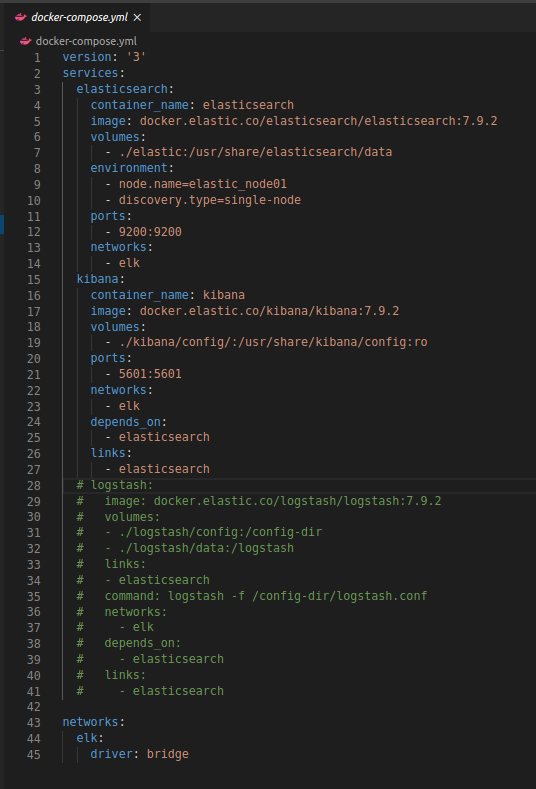 docker-compose.yml ×
docker-compose.yml
1 version: '3'
2 services:
3   elasticsearch:
4     container_name: elasticsearch
5     image: docker.elastic.co/elasticsearch/elasticsearch:7.9.2
6     volumes:
7       - ./elastic:/usr/share/elasticsearch/data
8     environment:
9       - node.name=elastic_node01
10       - discovery.type=single-node
11     ports:
12       - 9200:9200
13     networks:
14       - elk
15   kibana:
16     container_name: kibana
17     image: docker.elastic.co/kibana/kibana:7.9.2
18     volumes:
19       - ./kibana/config/:/usr/share/kibana/config:ro
20     ports:
21       - 5601:5601
22     networks:
23       - elk
24     depends_on:
25       - elasticsearch
26     links:
27       - elasticsearch
28   # logstash:
29   #   image: docker.elastic.co/logstash/logstash:7.9.2
30   #   volumes:
31   #   - ./logstash/config:/config-dir
32   #   - ./logstash/data:/logstash
33   #   links:
34   #   - elasticsearch
35   #   command: logstash -f /config-dir/logstash.conf
36   #   networks:
37   #     - elk
38   #   depends_on:
39   #     - elasticsearch
40   #   links:
41   #     - elasticsearch
42
43 networks:
44   elk:
45     driver: bridge